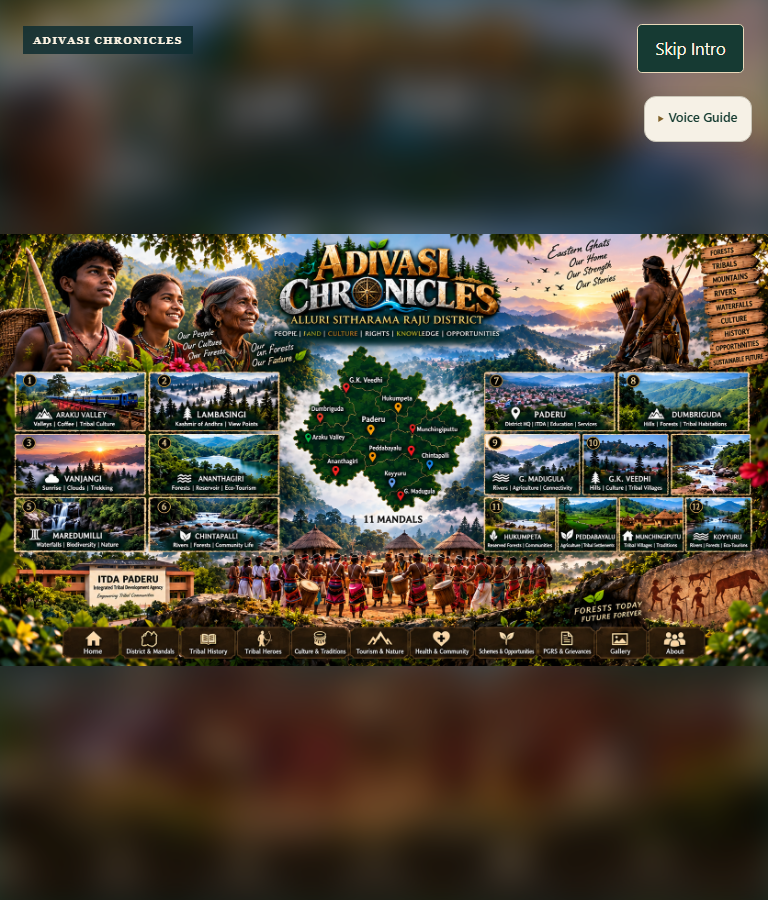 ADIVASI CHRONICLES
Skip Intro
Voice Guide
Eastern Ghats
Our Home
Our Strength
Our Stories
FORESTS
TRIBALS
MOUNTAINS
RIVERS
WATERFALLS
CULTURE
HISTORY
OPPORTNNITIES
SUSTAINABLE FUTURE
ADIVASI
CHRONICLES
ALLURI SITHARAMA RAJU DISTRICT
PEOPLE | FAND | CULTURE | RIGHTS | KNOWLEDGE | OPPORTUNITIES
Our People
Our Cultues
Our Forests
Our un. Forests
Our Future
1
ARAKU VALLEY
Valleys | Coffee | Tribal Culture
2
LAMBASINGI
Kashmir of Andhra | View Points
3
VANJANGI
Sunrise | Clouds | Trekking
4
ANANTHAGIRI
Forests | Reservoir | Eco-Tourism
5
MAREDUMILLI
Waterfalls | Biodiversity | Nature
6
CHINTAPALLI
Rivers | Forests | Community Life
G.K. Veedhi
Hukumpeta
Dumbriguda
Paderu
Munchingiputtu
Araku Valley
Peddabayalu
Chintapalli
Ananthagiri
Koyyuru
G. Madugula
11 MANDALS
7
PADERU
District HQ | ITDA | Education | Services
8
DUMBRIGUDA
Hills | Forests | Tribal Habitations
9
G. MADUGULA
Rivers | Agriculture | Connectivity
10
G.K. VEEDHI
Hills | Culture | Tribal Villages
11
HUKUMPETA
Reserved Forests | Communities
PEDDABAYALU
Agriculture | Tribal Settlements
MUNCHINGIPUTU
Tribal Villages | Traditions
12
KOYYURU
Rivers | Forests | Eco-Tourism
ITDA PADERU
Integrated Tribal Development Agency
Empowering Tribal Communities
FORESTS TODAY
FUTURE FOREVER
Home
District & Mandals
Tribal History
Tribal Heroes
Culture & Traditions
Tourism & Nature
Health & Community
Schemes & Opportunities
PGRS & Grievances
Gallery
About